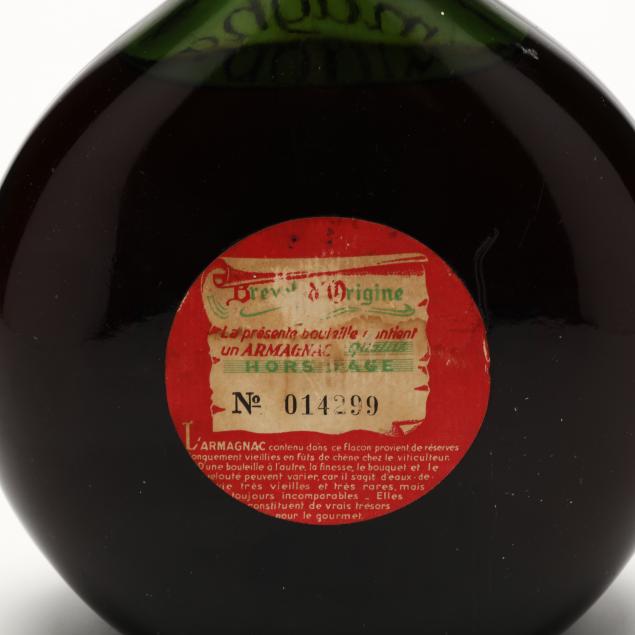 Brevet d'Origine
La présente bouteille contient
un ARMAGNAC Qualité
HORS D'AGE
Nº 014299
L'ARMAGNAC contenu dans ce flacon provient de réserves
longuement vieillies en fûts de chêne chez le viticulteur.
D'une bouteille à l'autre, la finesse, le bouquet et le
velouté peuvent varier, car il s'agit d'eaux-de-
vie très vieilles et très rares, mais
toujours incomparables _ Elles
constituent de vrais trésors
pour le gourmet.